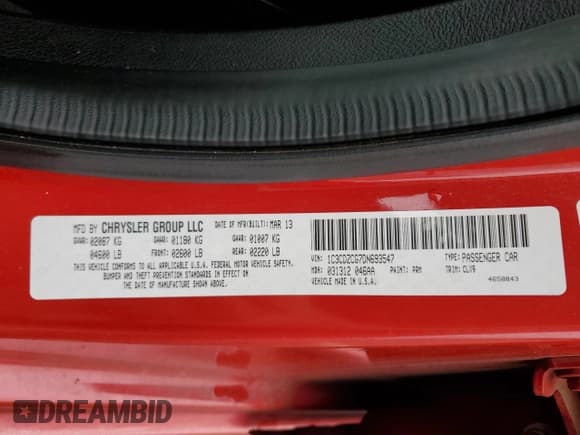 MFD BY CHRYSLER GROUP LLC DATE OF MFR(BUILT): MAR 13
GVWR: 02087 KG GAWR: 01180 KG GAWR: 01007 KG
04600 LB FRONT: 02600 LB REAR: 02220 LB
THIS VEHICLE CONFORMS TO ALL APPLICABLE U.S.A. FEDERAL MOTOR VEHICLE SAFETY,
BUMPER AND THEFT PREVENTION STANDARDS IN EFFECT ON
THE DATE OF MANUFACTURE SHOWN ABOVE.
VIN: 1C3CDZCG7DN693547 TYPE: PASSENGER CAR
MDH: 031312 046AA PAINT: PRM TRIM: CLV9
VEHICLE MADE IN U.S.A. 4658043
DREAMBID